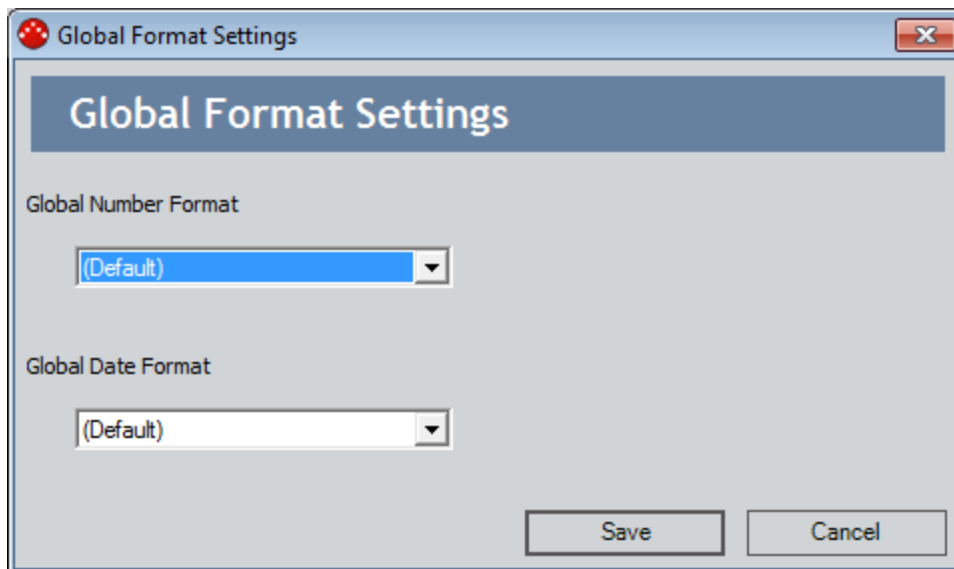 Global Format Settings
Global Format Settings
Global Number Format
(Default)
Global Date Format
(Default)
Save Cancel